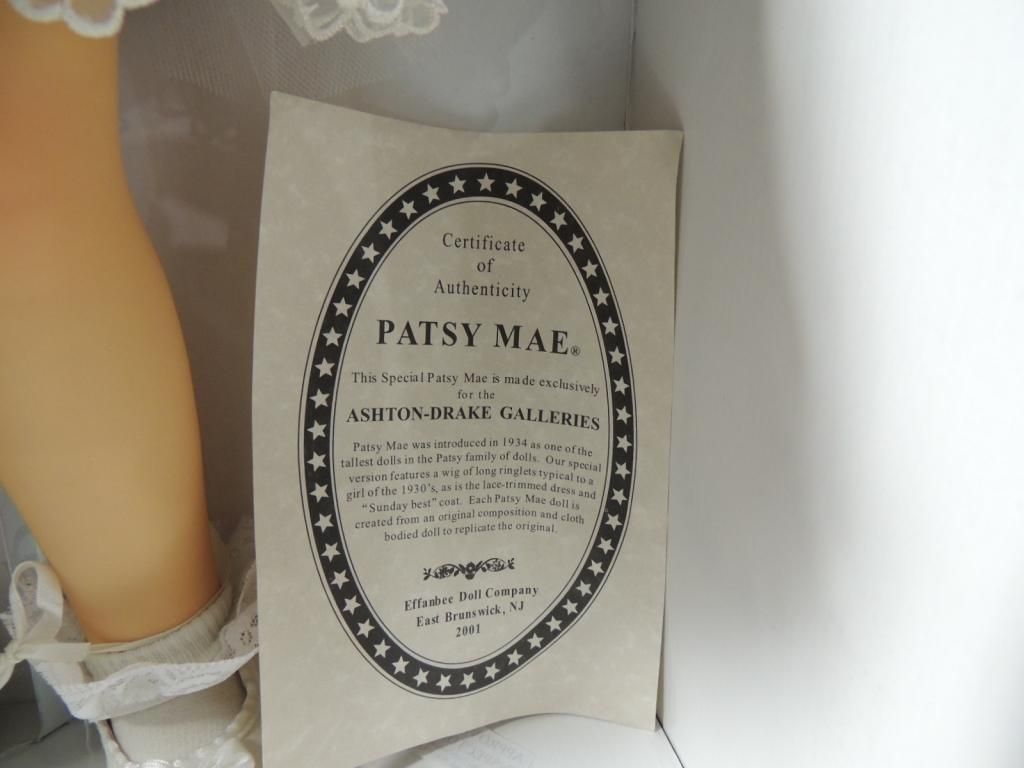 Certificate
of
Authenticity
PATSY MAE®
This Special Patsy Mae is made exclusively
for the
ASHTON-DRAKE GALLERIES
Patsy Mae was introduced in 1934 as one of the
tallest dolls in the Patsy family of dolls. Our special
version features a wig of long ringlets typical to a
girl of the 1930's, as is the lace-trimmed dress and
"Sunday best" coat. Each Patsy Mae doll is
created from an original composition and cloth
bodied doll to replicate the original.
Effanbee Doll Company
East Brunswick, NJ
2001